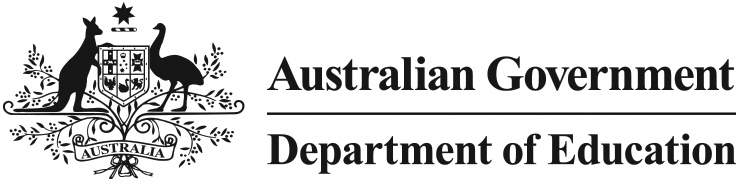 AUSTRALIA
Australian Government
Department of Education